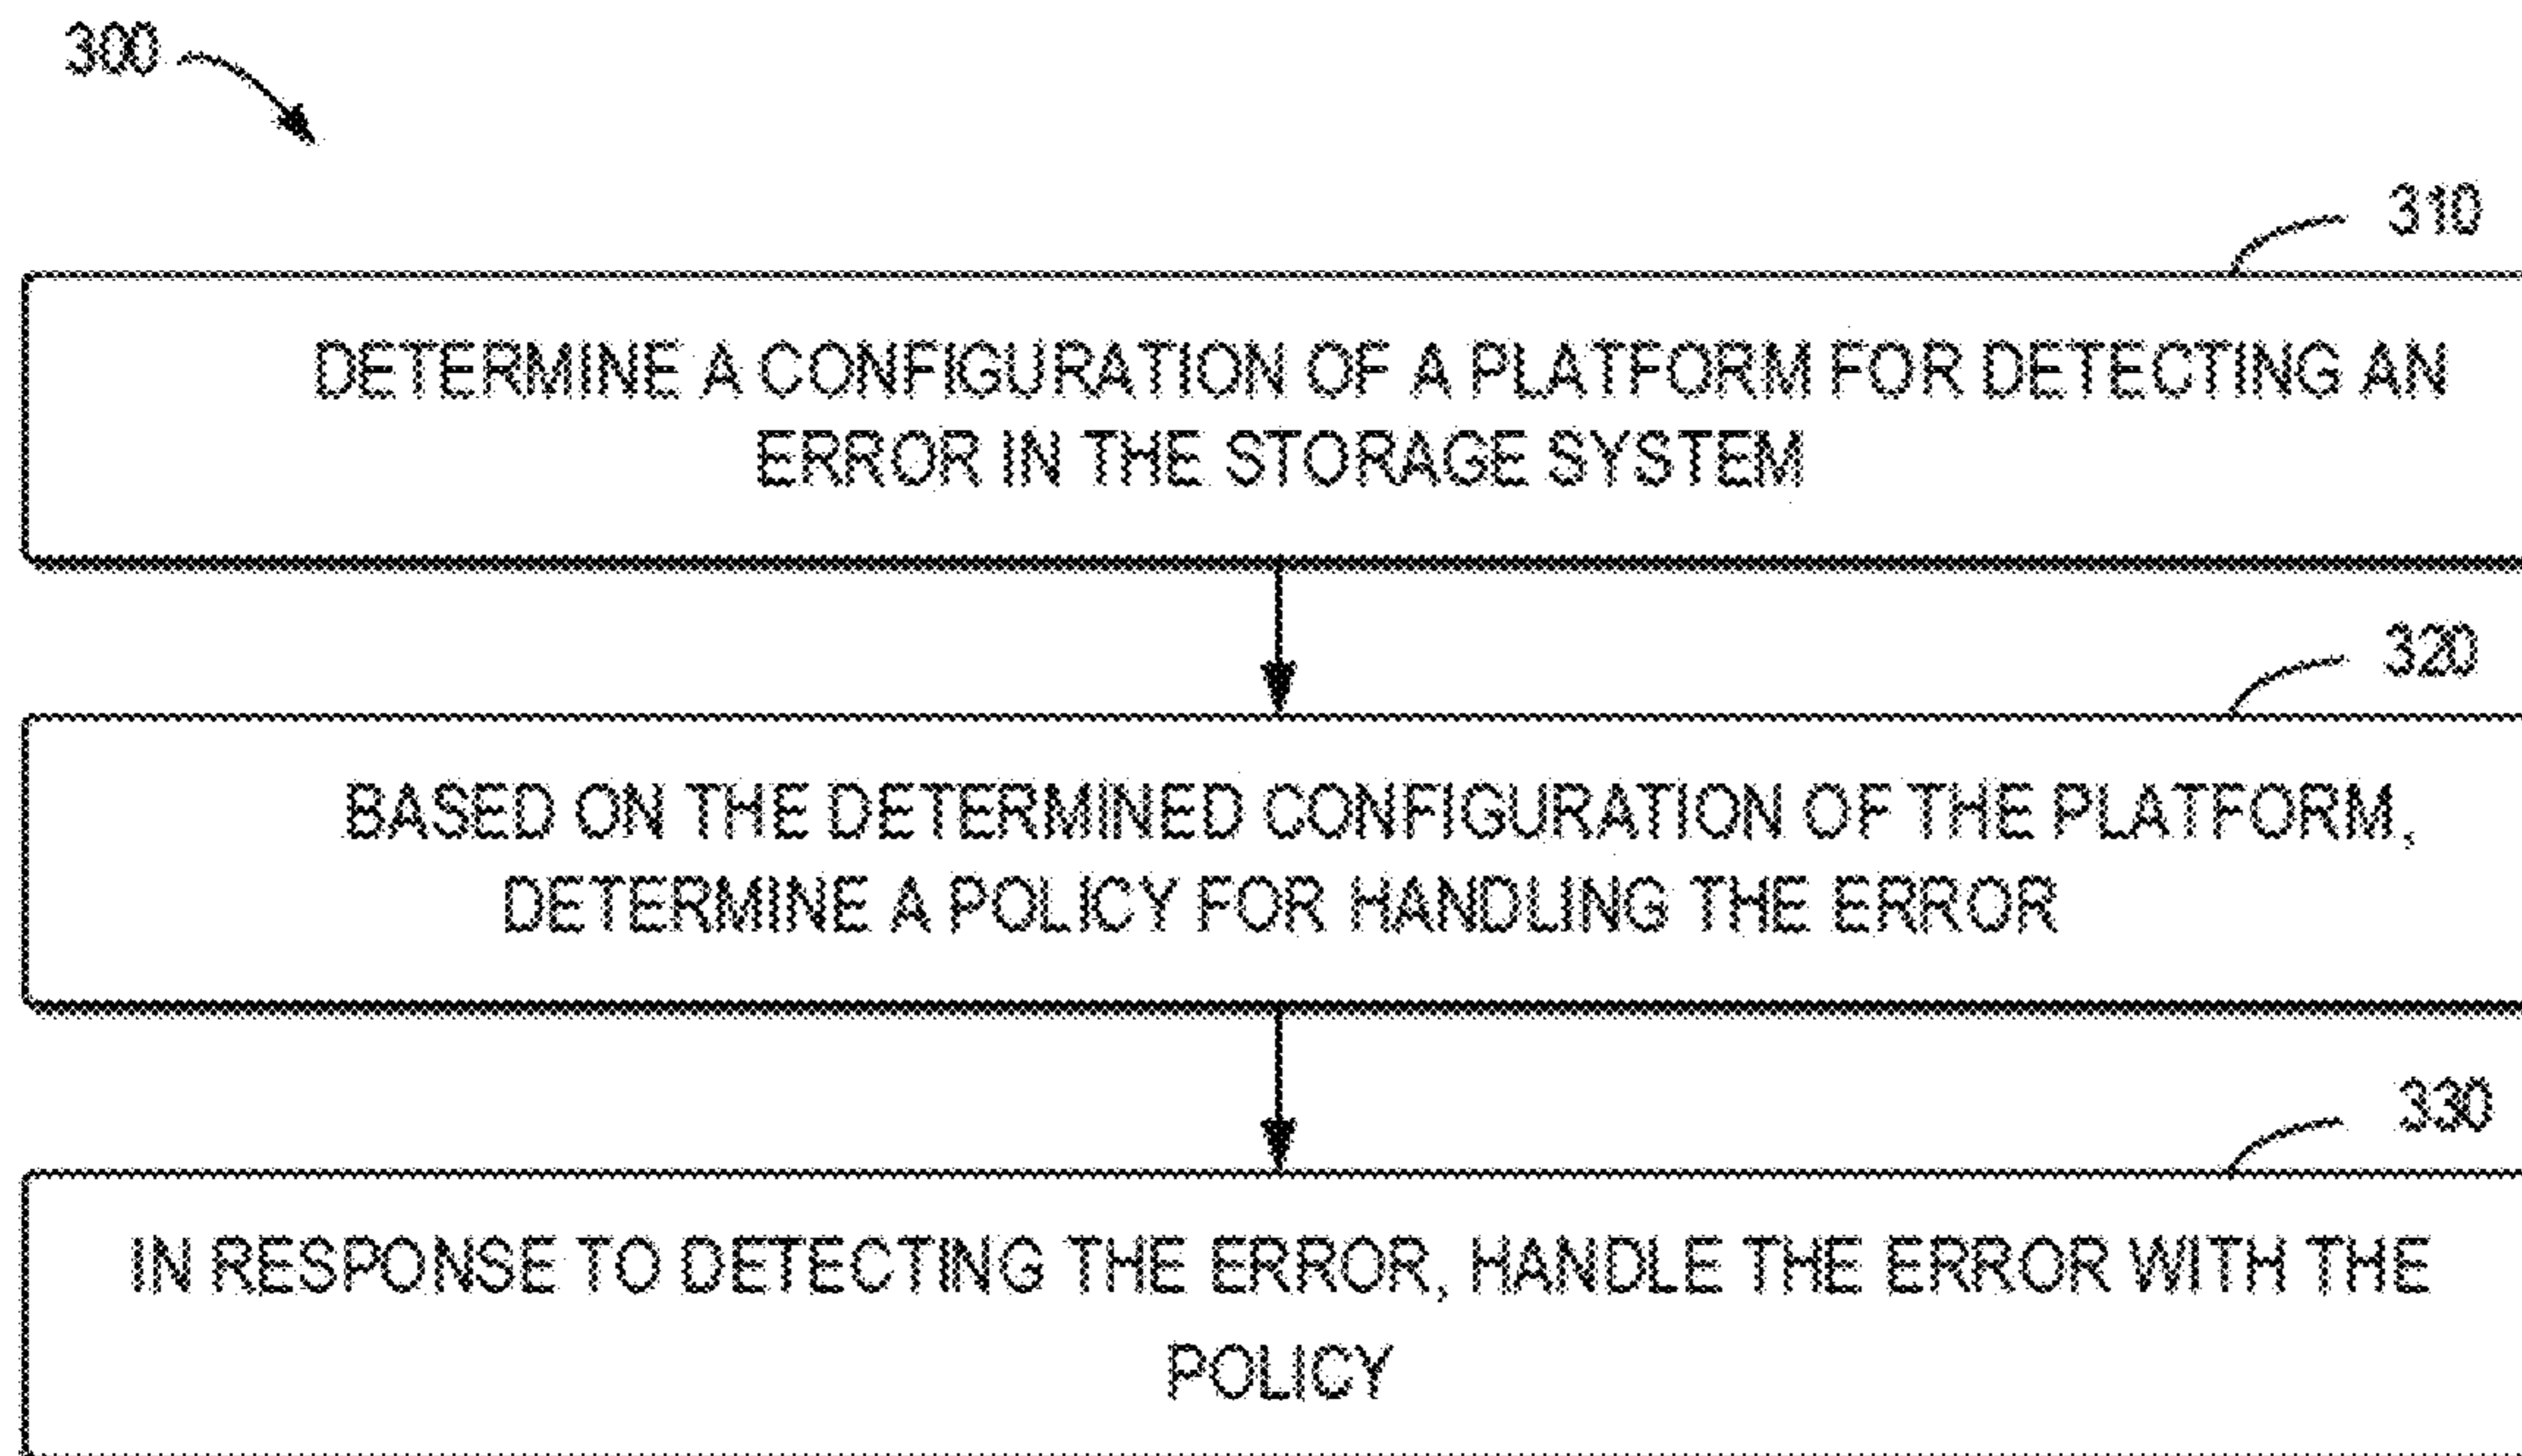 300
310
DETERMINE A CONFIGURATION OF A PLATFORM FOR DETECTING AN
ERROR IN THE STORAGE SYSTEM
320
BASED ON THE DETERMINED CONFIGURATION OF THE PLATFORM,
DETERMINE A POLICY FOR HANDLING THE ERROR
330
IN RESPONSE TO DETECTING THE ERROR, HANDLE THE ERROR WITH THE
POLICY